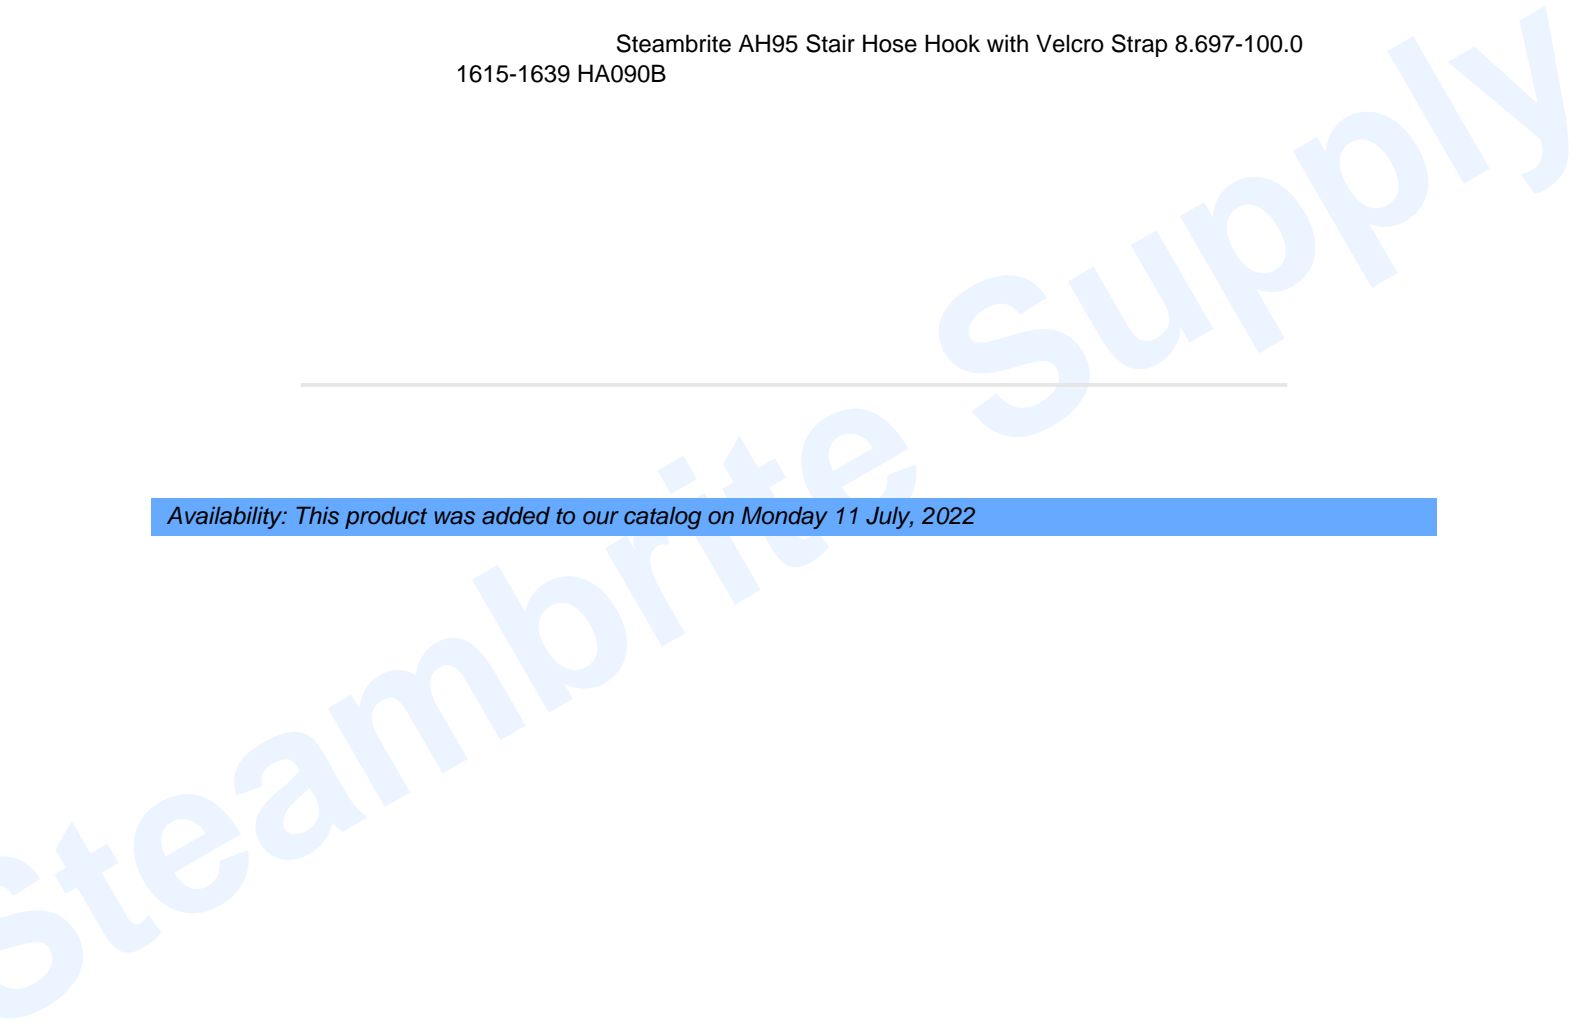 Steambrite AH95 Stair Hose Hook with Velcro Strap 8.697-100.0
1615-1639 HA090B
Availability: This product was added to our catalog on Monday 11 July, 2022
Steambrite Supply